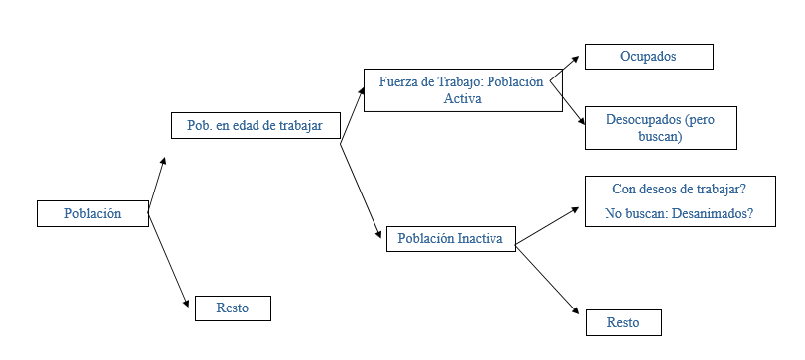 Ocupados
Fuerza de Trabajo: Población
Activa
Desocupados (pero
buscan)
Pob. en edad de trabajar
Con deseos de trabajar?
No buscan: Desanimados?
Población
Población Inactiva
Resto
Resto